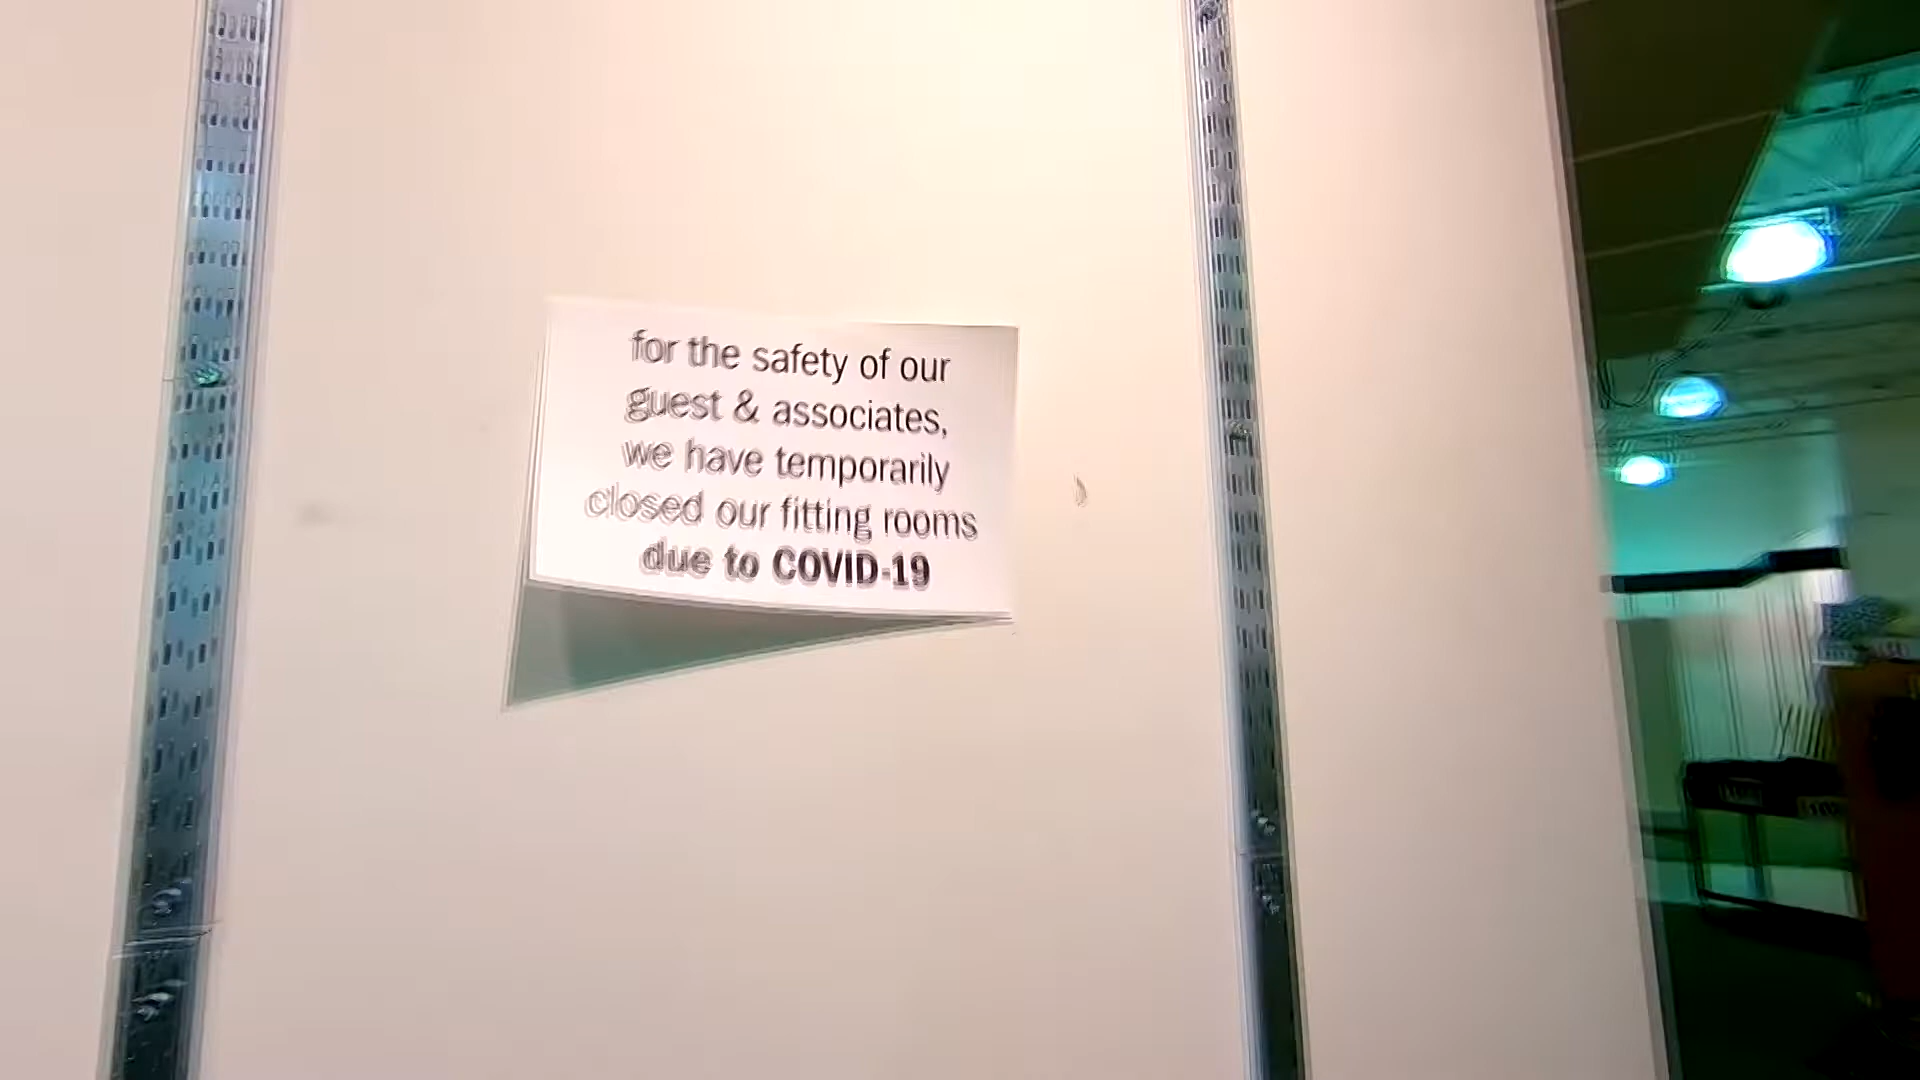 for the safety of our
guest & associates,
we have temporarily
closed our fitting rooms
due to COVID-19